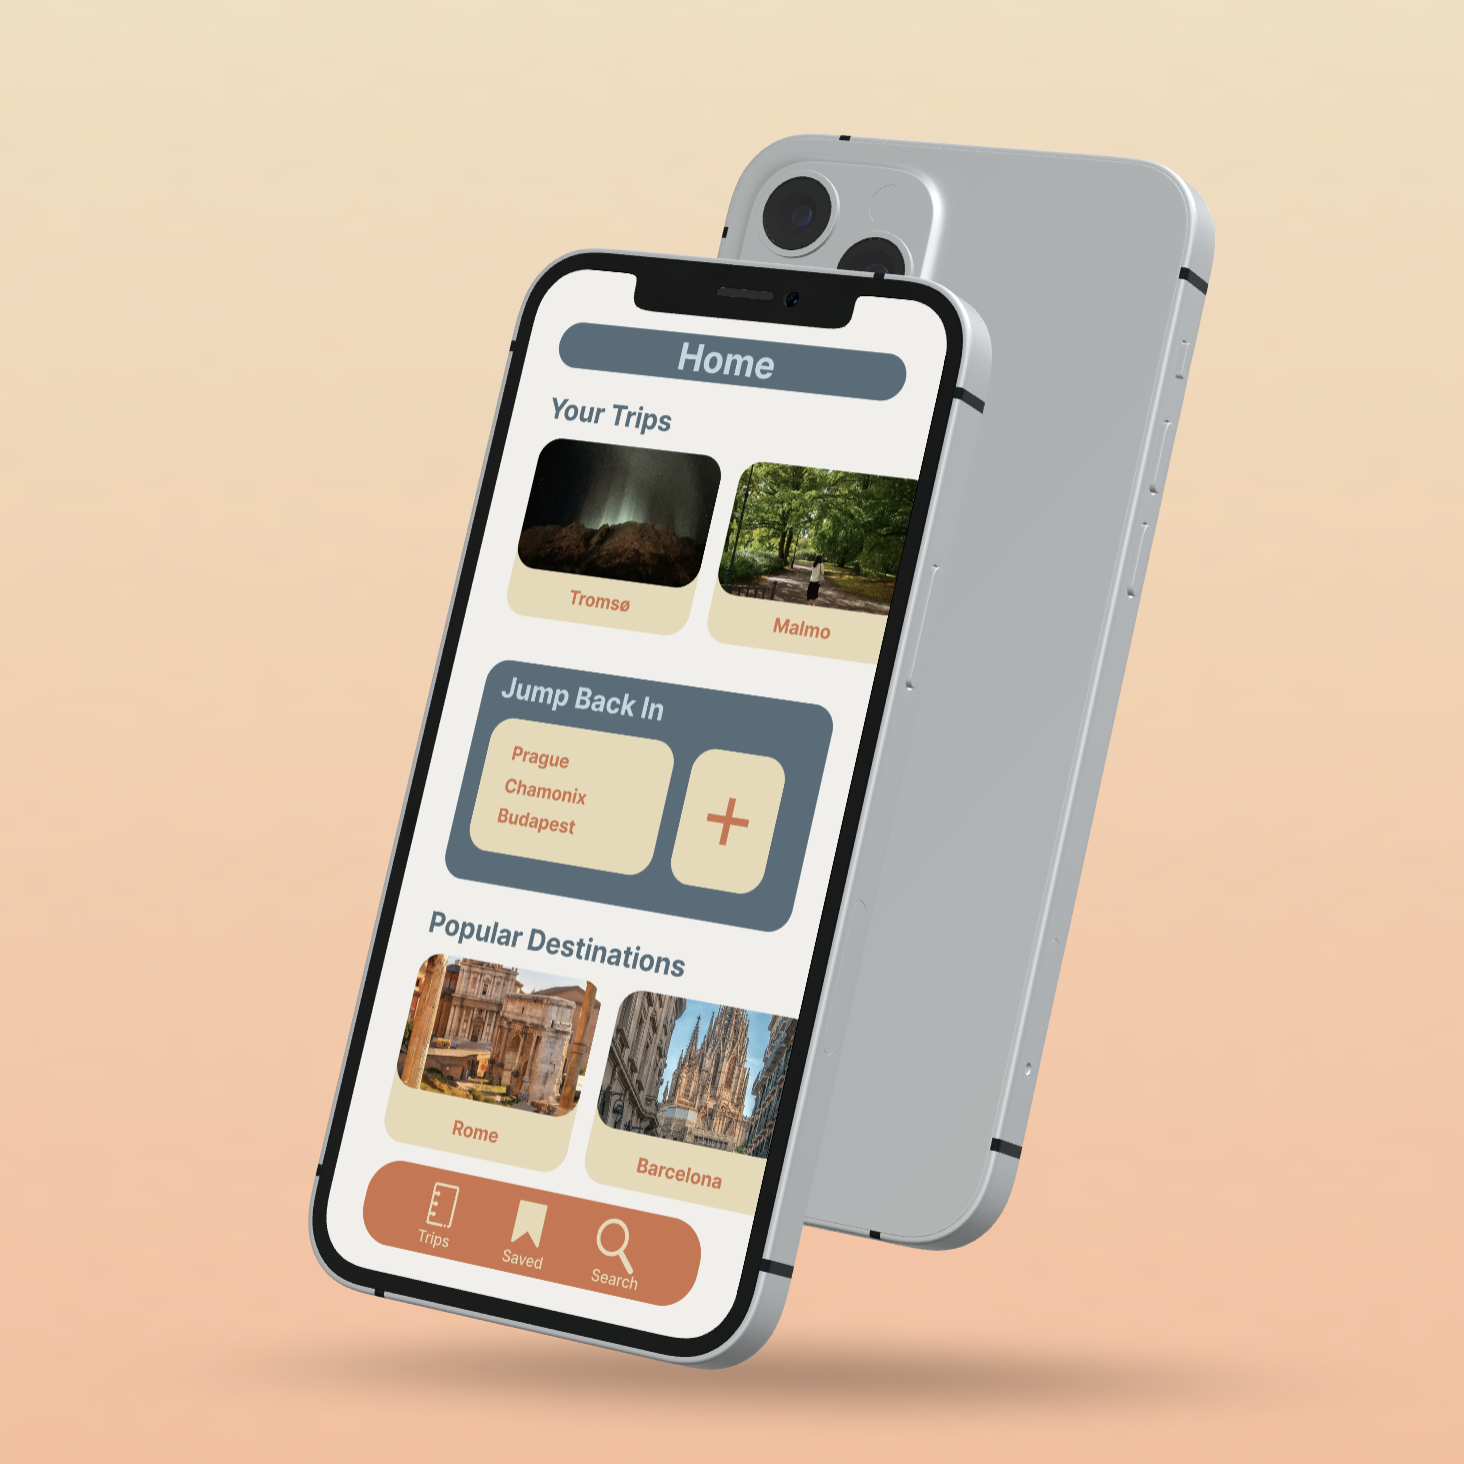 Home
Your Trips
Tromsø
Malmo
Jump Back In
Prague
Chamonix
Budapest
+
Popular Destinations
Rome
Barcelona
Trips
Saved
Search